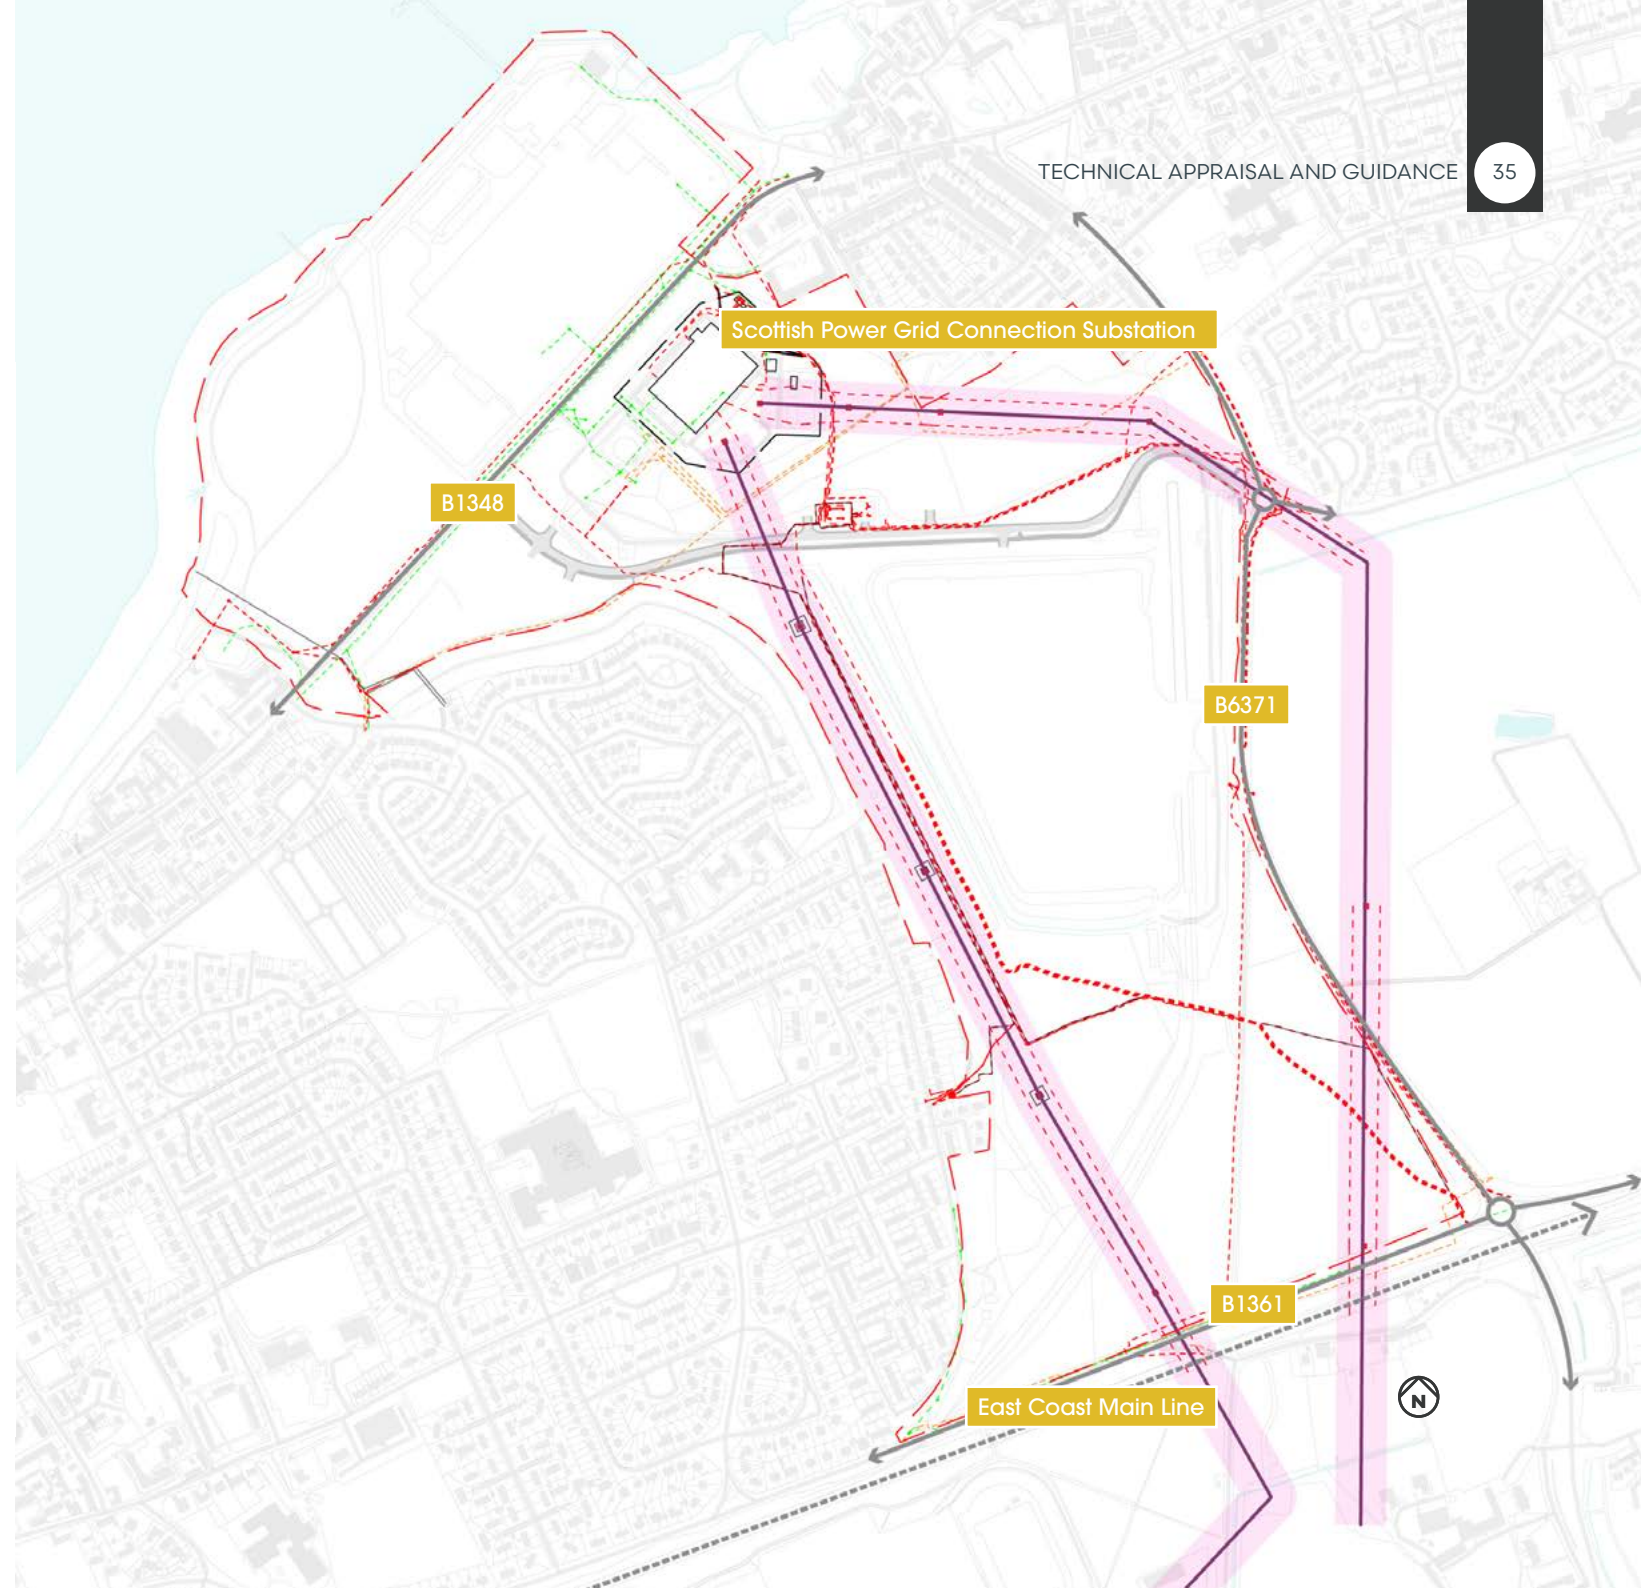 TECHNICAL APPRAISAL AND GUIDANCE 35
Scottish Power Grid Connection Substation
B1348
B6371
B1361
East Coast Main Line
N